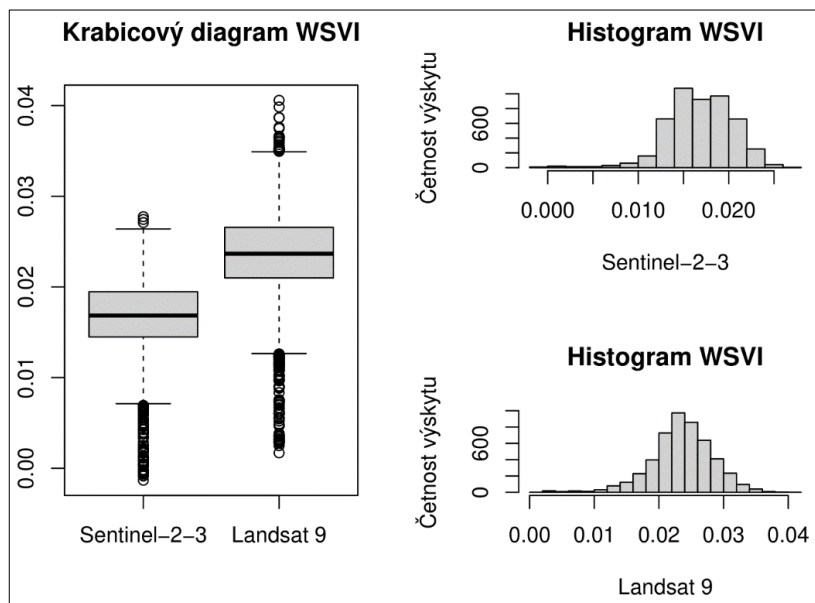 Krabicový diagram WSVI
0.04
0.03
0.02
0.01
0.00
Sentinel−2−3 Landsat 9
Histogram WSVI
Četnost výskytu
600
0
0.000 0.010 0.020
Sentinel−2−3
Histogram WSVI
Četnost výskytu
600
0
0.00 0.01 0.02 0.03 0.04
Landsat 9